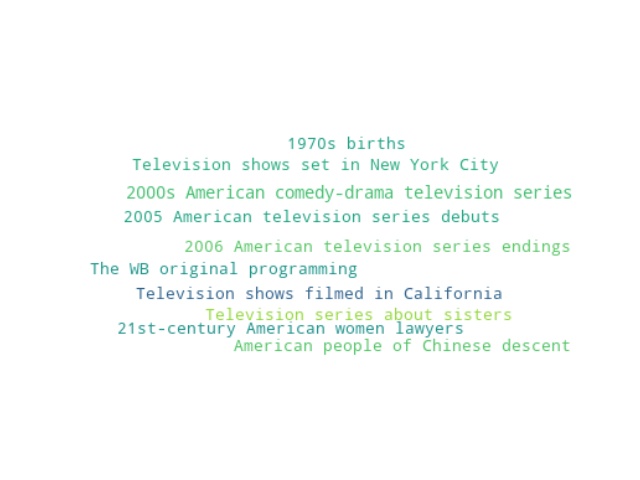 1970s births
Television shows set in New York City
2000s American comedy-drama television series
2005 American television series debuts
2006 American television series endings
The WB original programming
Television shows filmed in California
Television series about sisters
21st-century American women lawyers
American people of Chinese descent